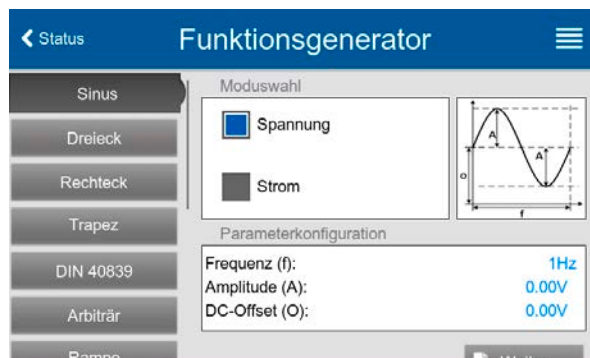 Status
Funktionsgenerator
Sinus
Dreieck
Rechteck
Trapez
DIN 40839
Arbiträr
Moduswahl
Spannung
Strom
A
A
o
f
Parameterkonfiguration
Frequenz (f): 1Hz
Amplitude (A): 0.00V
DC-Offset (O): 0.00V